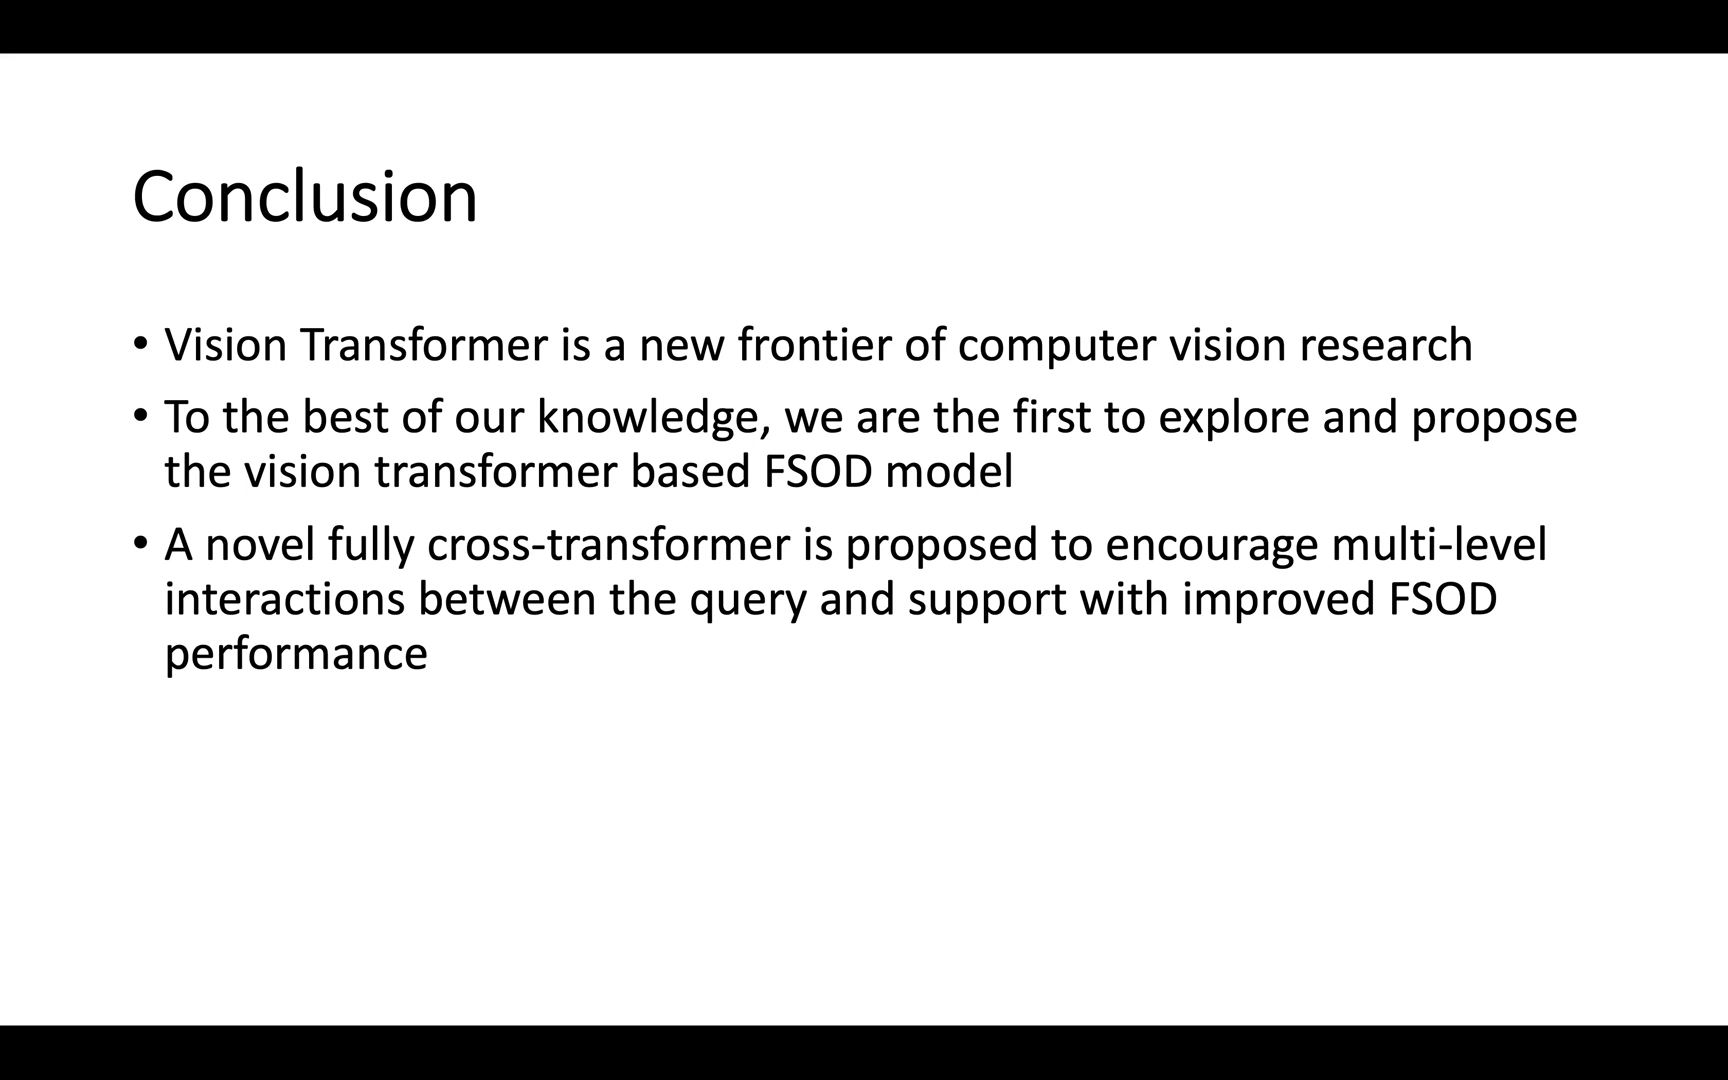 Conclusion
• Vision Transformer is a new frontier of computer vision research
• To the best of our knowledge, we are the first to explore and propose
the vision transformer based FSOD model
• A novel fully cross-transformer is proposed to encourage multi-level
interactions between the query and support with improved FSOD
performance